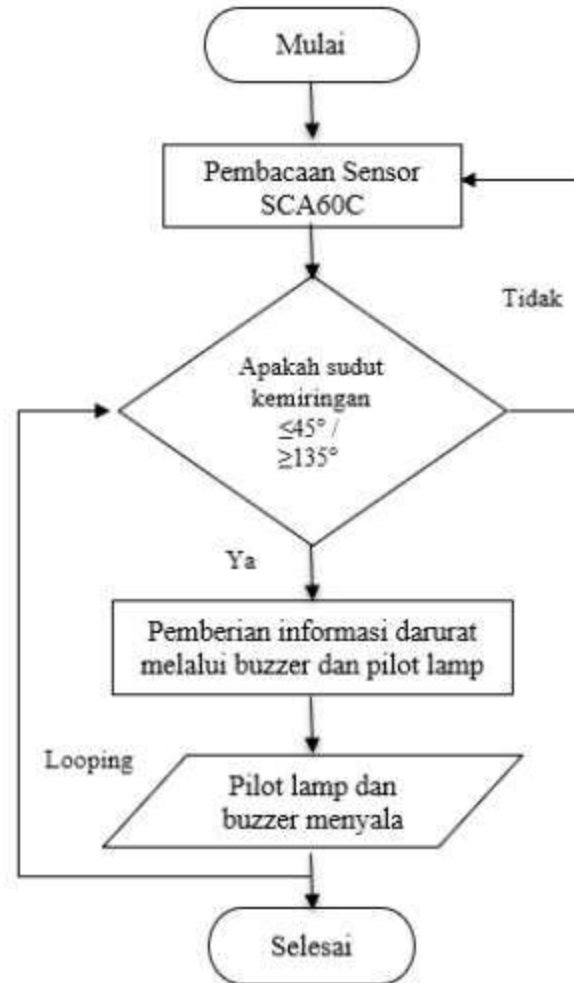 Mulai
Pembacaan Sensor
SCA60C
Tidak
Apakah sudut
kemiringan
≤45° /
≥135°
Ya
Pemberian informasi darurat
melalui buzzer dan pilot lamp
Looping
Pilot lamp dan
buzzer menyala
Selesai